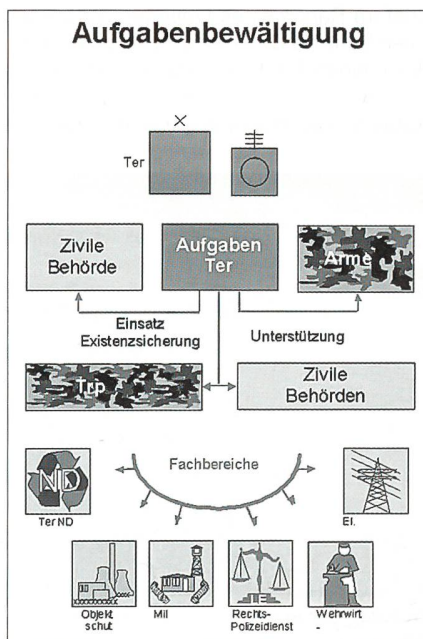 Aufgabenbewältigung
Ter
Zivile
Behörde
Aufgaben
Ter
Arme
Einsatz
Existenzsicherung
Unterstützung
Trp
Zivile
Behörden
Fachbereiche
ND
Ter ND
El.
Objekt
schut
Mil
Rechts-
Polizeidienst
Wehrwirt
-